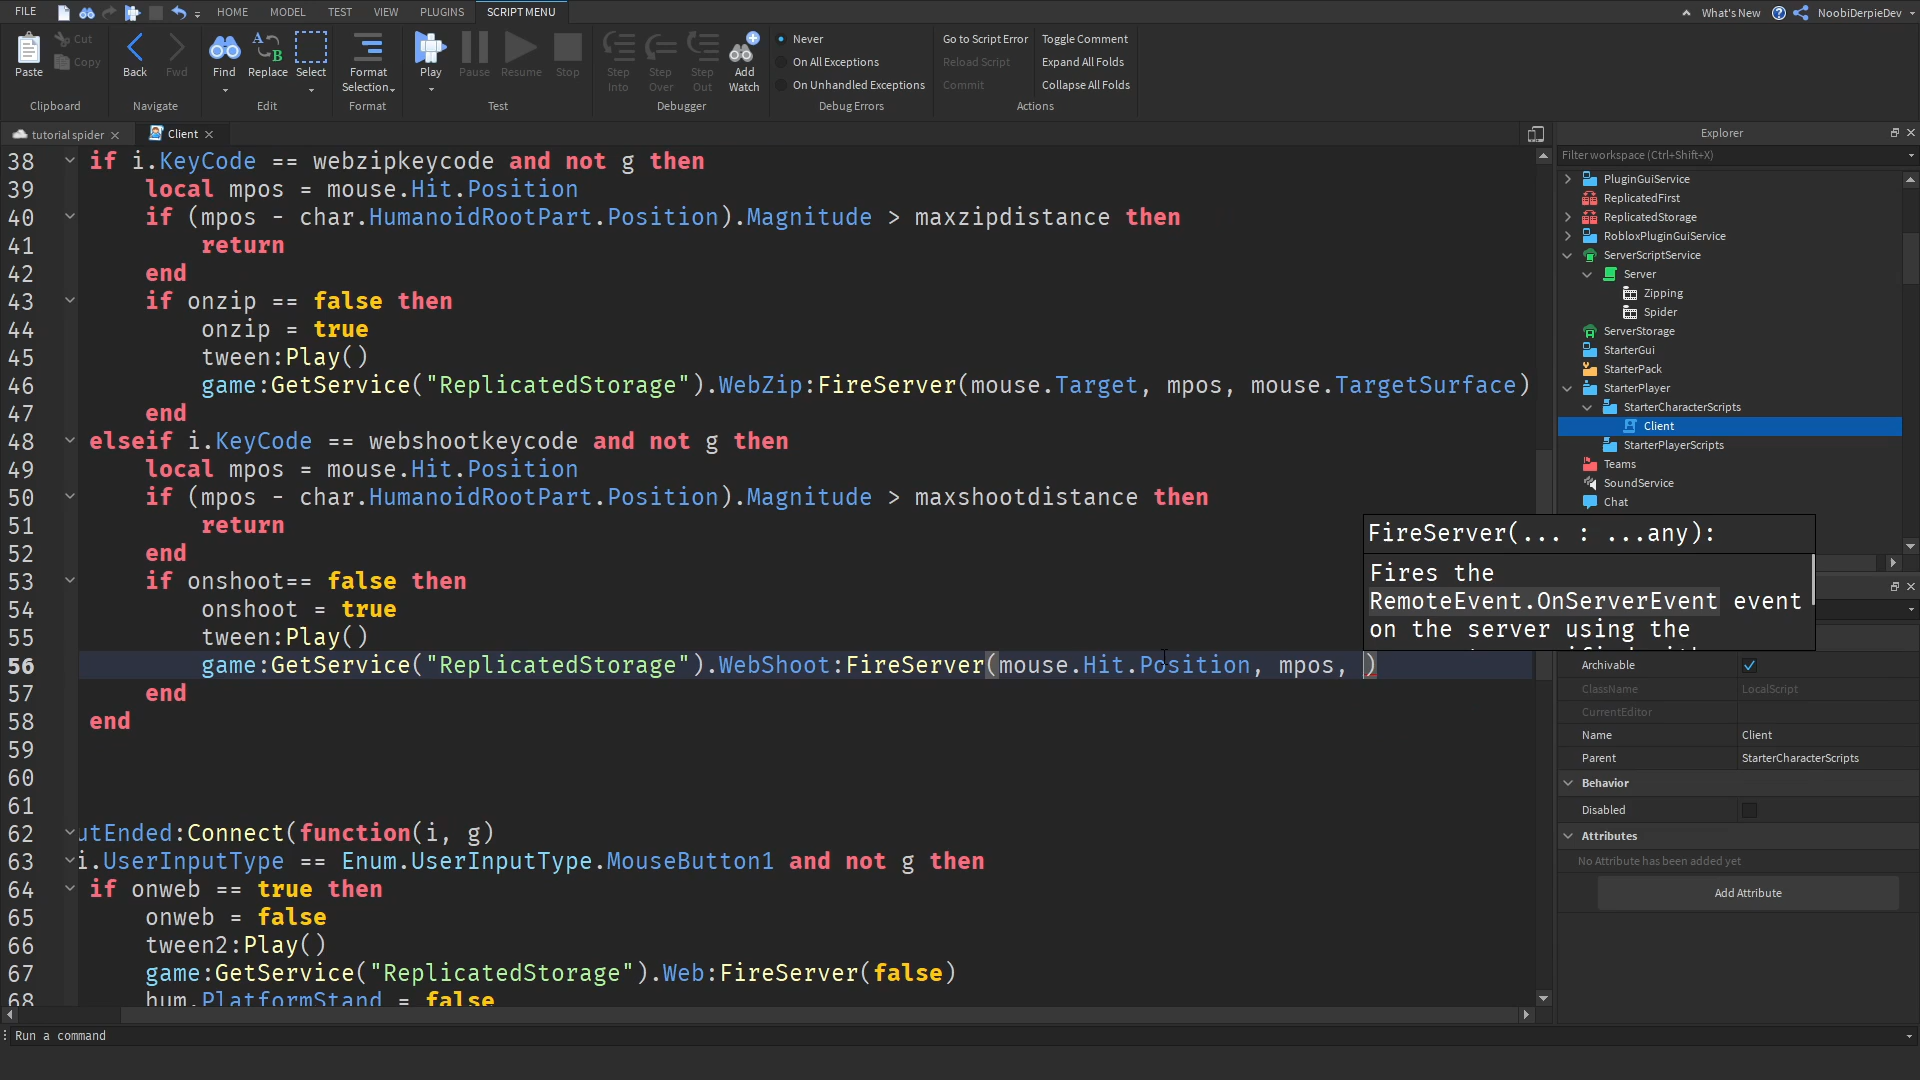 FILE HOME MODEL TEST VIEW PLUGINS SCRIPT MENU What's New NoobiDerpieDev
Paste Cut Copy Back Fwd Find Replace Select Format Selection Play Pause Resume Stop Step Into Step Over Step Out Add Watch
Never
On All Exceptions
On Unhandled Exceptions
Go to Script Error
Reload Script
Commit
Toggle Comment
Expand All Folds
Collapse All Folds
Clipboard Navigate Edit Format Test Debugger Debug Errors Actions
tutorial spider Client
38 if i.KeyCode == webzipkeycode and not g then
39 local mpos = mouse.Hit.Position
40 if (mpos - char.HumanoidRootPart.Position).Magnitude > maxzipdistance then
41 return
42 end
43 if onzip == false then
44 onzip = true
45 tween:Play()
46 game:GetService("ReplicatedStorage").WebZip:FireServer(mouse.Target, mpos, mouse.TargetSurface)
47 end
48 elseif i.KeyCode == webshootkeycode and not g then
49 local mpos = mouse.Hit.Position
50 if (mpos - char.HumanoidRootPart.Position).Magnitude > maxshootdistance then
51 return
52 end
53 if onshoot== false then
54 onshoot = true
55 tween:Play()
56 game:GetService("ReplicatedStorage").WebShoot:FireServer(mouse.Hit.Position, mpos, )
57 end
58 end
59
60
61
62 utEnded:Connect(function(i, g)
63 i.UserInputType == Enum.UserInputType.MouseButton1 and not g then
64 if onweb == true then
65 onweb = false
66 tween2:Play()
67 game:GetService("ReplicatedStorage").Web:FireServer(false)
68 hum.PlatformStand = false
FireServer(... : ...any):
Fires the
RemoteEvent.OnServerEvent event
on the server using the
Explorer
Filter workspace (Ctrl+Shift+X)
PluginGuiService
ReplicatedFirst
ReplicatedStorage
RobloxPluginGuiService
ServerScriptService
Server
Zipping
Spider
ServerStorage
StarterGui
StarterPack
StarterPlayer
StarterCharacterScripts
Client
StarterPlayerScripts
Teams
SoundService
Chat
Archivable
ClassName LocalScript
CurrentEditor
Name Client
Parent StarterCharacterScripts
Behavior
Disabled
Attributes
No Attribute has been added yet
Add Attribute
Run a command